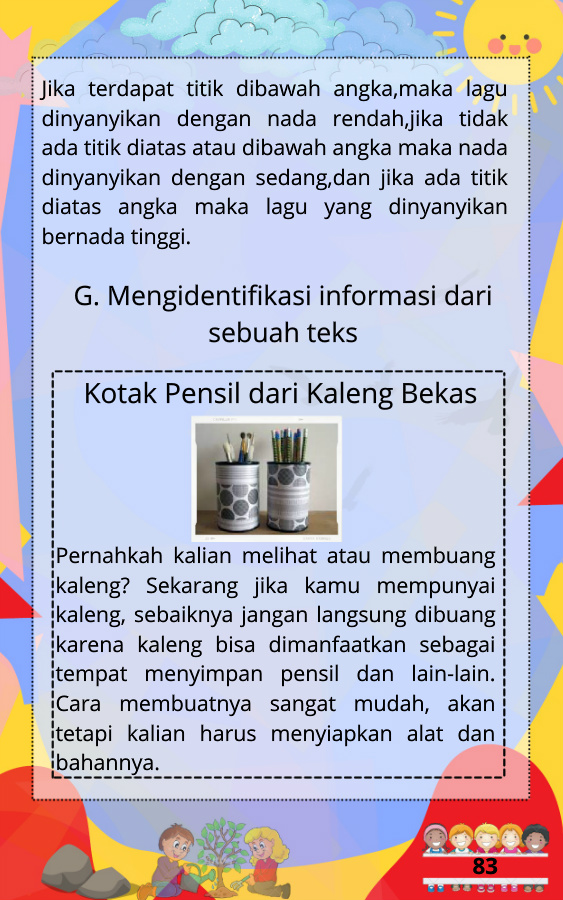 Jika terdapat titik dibawah angka,maka lagu
dinyanyikan dengan nada rendah,jika tidak
ada titik diatas atau dibawah angka maka nada
dinyanyikan dengan sedang,dan jika ada titik
diatas angka maka lagu yang dinyanyikan
bernada tinggi.
G. Mengidentifikasi informasi dari
sebuah teks
Kotak Pensil dari Kaleng Bekas
Pernahkah kalian melihat atau membuang
kaleng? Sekarang jika kamu mempunyai
kaleng, sebaiknya jangan langsung dibuang
karena kaleng bisa dimanfaatkan sebagai
tempat menyimpan pensil dan lain-lain.
Cara membuatnya sangat mudah, akan
tetapi kalian harus menyiapkan alat dan
bahannya.
83